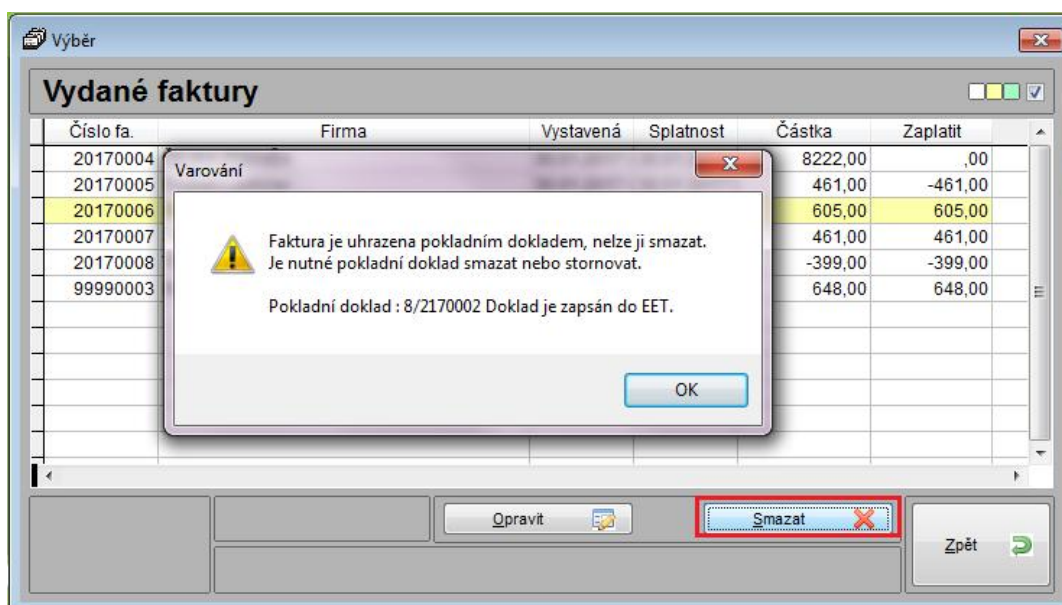 Výběr
Vydané faktury
Číslo fa. Firma Vystavená Splatnost Částka Zaplatit
20170004 8222,00 ,00
20170005 461,00 -461,00
20170006 605,00 605,00
20170007 461,00 461,00
20170008 -399,00 -399,00
99990003 648,00 648,00
Varování
Faktura je uhrazena pokladním dokladem, nelze ji smazat.
Je nutné pokladní doklad smazat nebo stornovat.
Pokladní doklad : 8/2170002 Doklad je zapsán do EET.
OK
Opravit
Smazat
Zpět